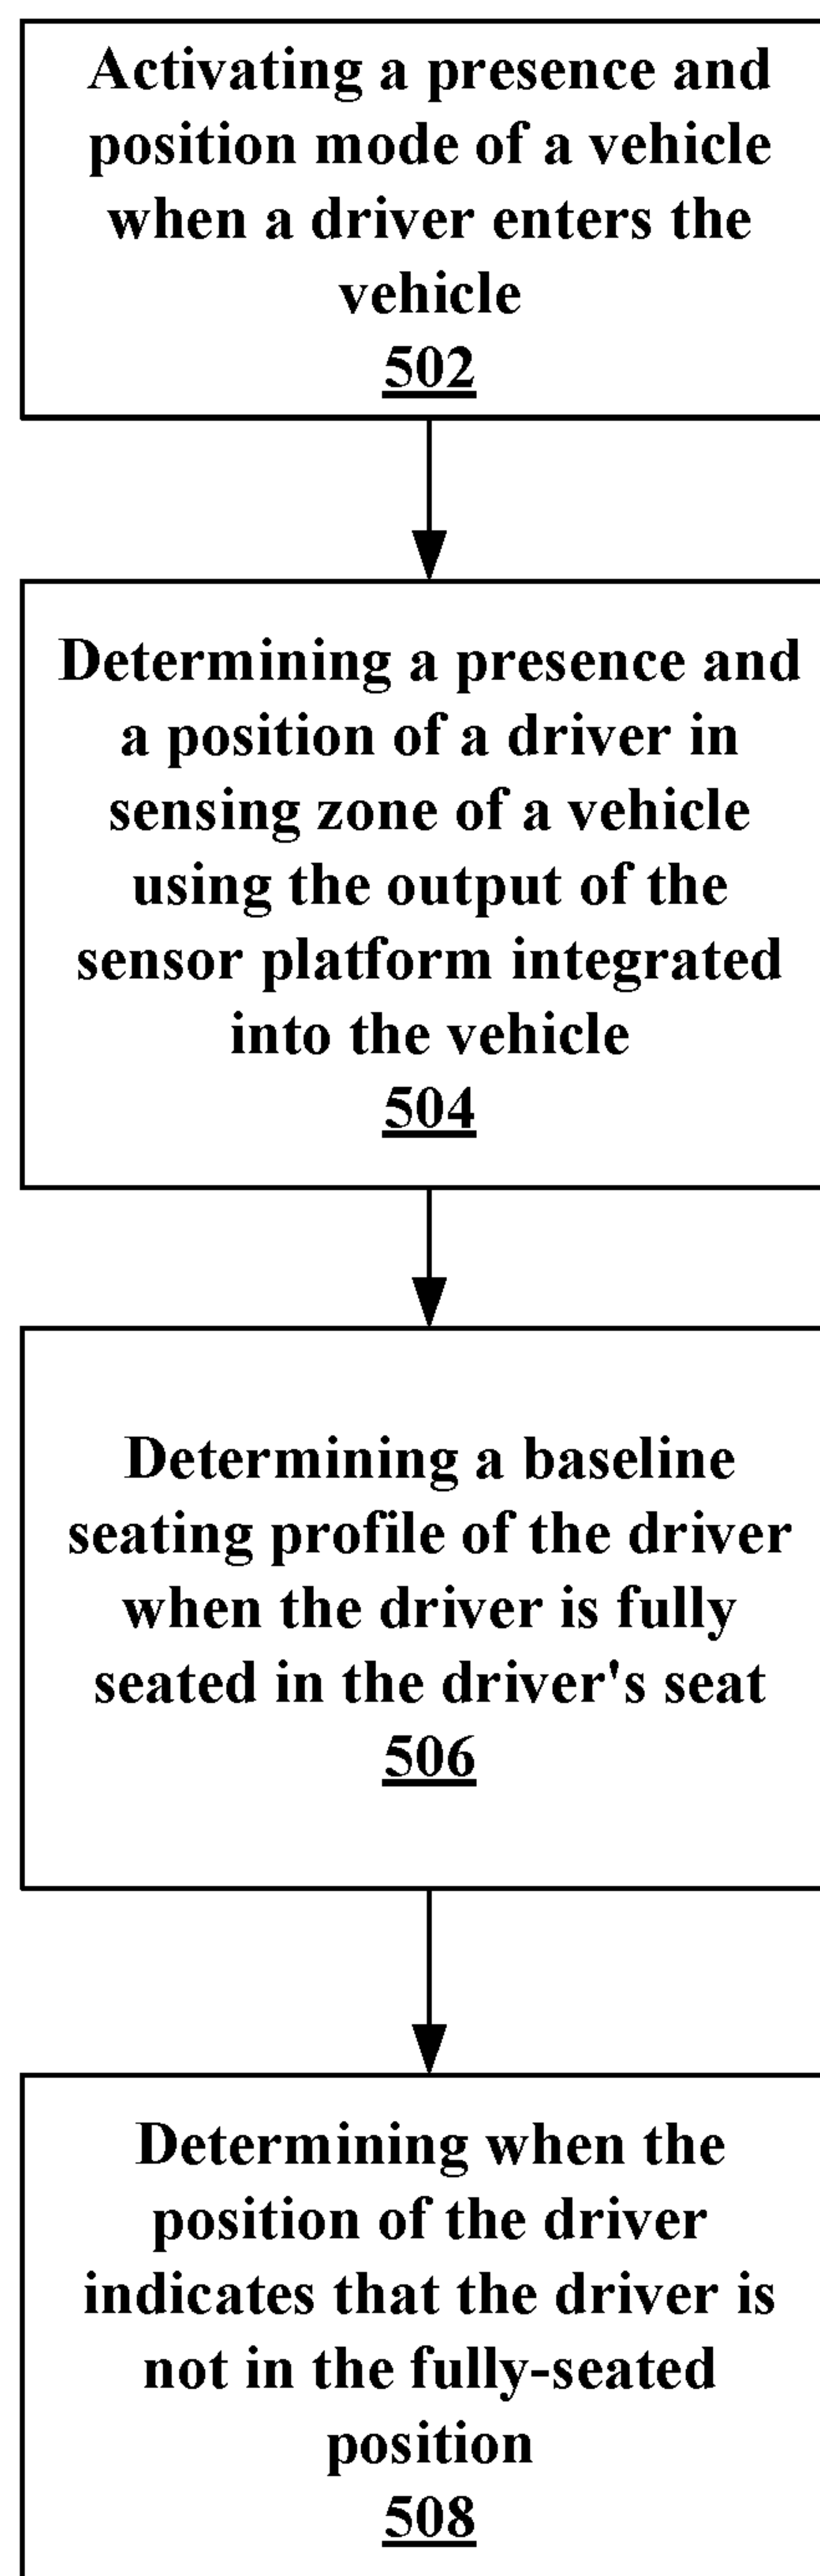 Activating a presence and
position mode of a vehicle
when a driver enters the
vehicle
502
Determining a presence and
a position of a driver in
sensing zone of a vehicle
using the output of the
sensor platform integrated
into the vehicle
504
Determining a baseline
seating profile of the driver
when the driver is fully
seated in the driver's seat
506
Determining when the
position of the driver
indicates that the driver is
not in the fully-seated
position
508